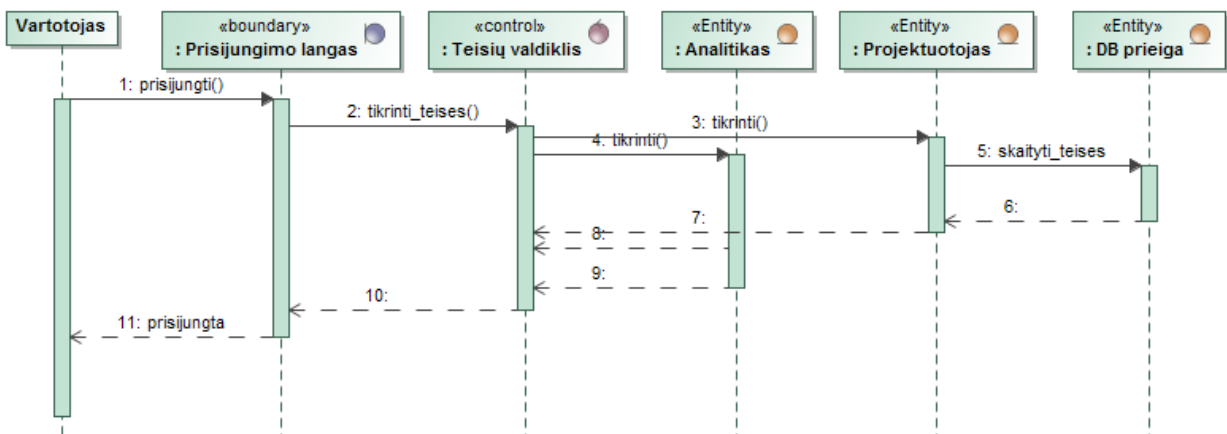 Vartotojas
«boundary»
: Prisijungimo langas
«control»
: Teisių valdiklis
«Entity»
: Analitikas
«Entity»
: Projektuotojas
«Entity»
: DB prieiga
1: prisijungti()
2: tikrinti_teises()
3: tikrinti()
4: tikrinti()
5: skaityti_teises
6:
7:
8:
9:
10:
11: prisijungta